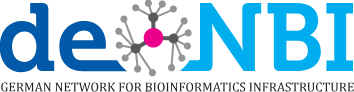 de NBI
GERMAN NETWORK FOR BIOINFORMATICS INFRASTRUCTURE